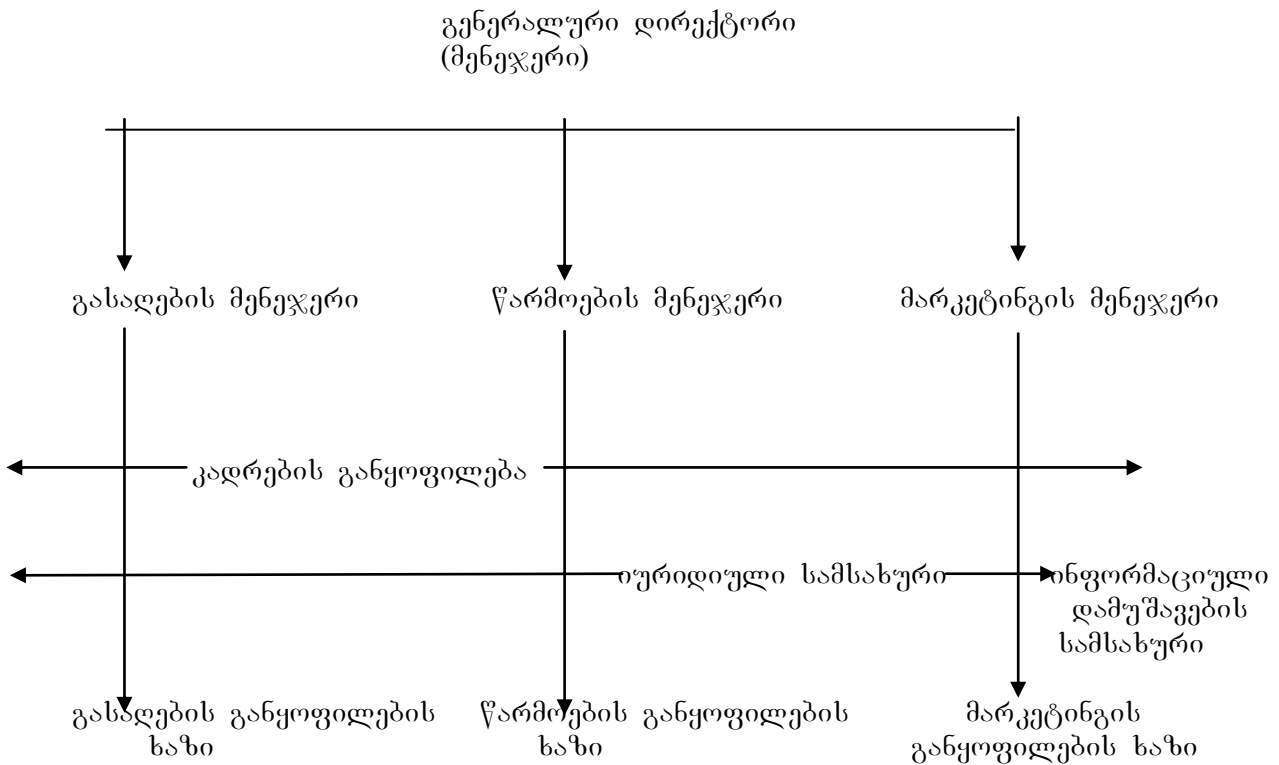 გენერალური დირექტორი
(მენეჯერი)
გასაღების მენეჯერი
წარმოების მენეჯერი
მარკეტინგის მენეჯერი
კადრების განყოფილება
იურიდიული სამსახური
ინფორმაციული
დამუშავების
სამსახური
გასაღების განყოფილების
ხაზი
წარმოების განყოფილების
ხაზი
მარკეტინგის
განყოფილების ხაზი